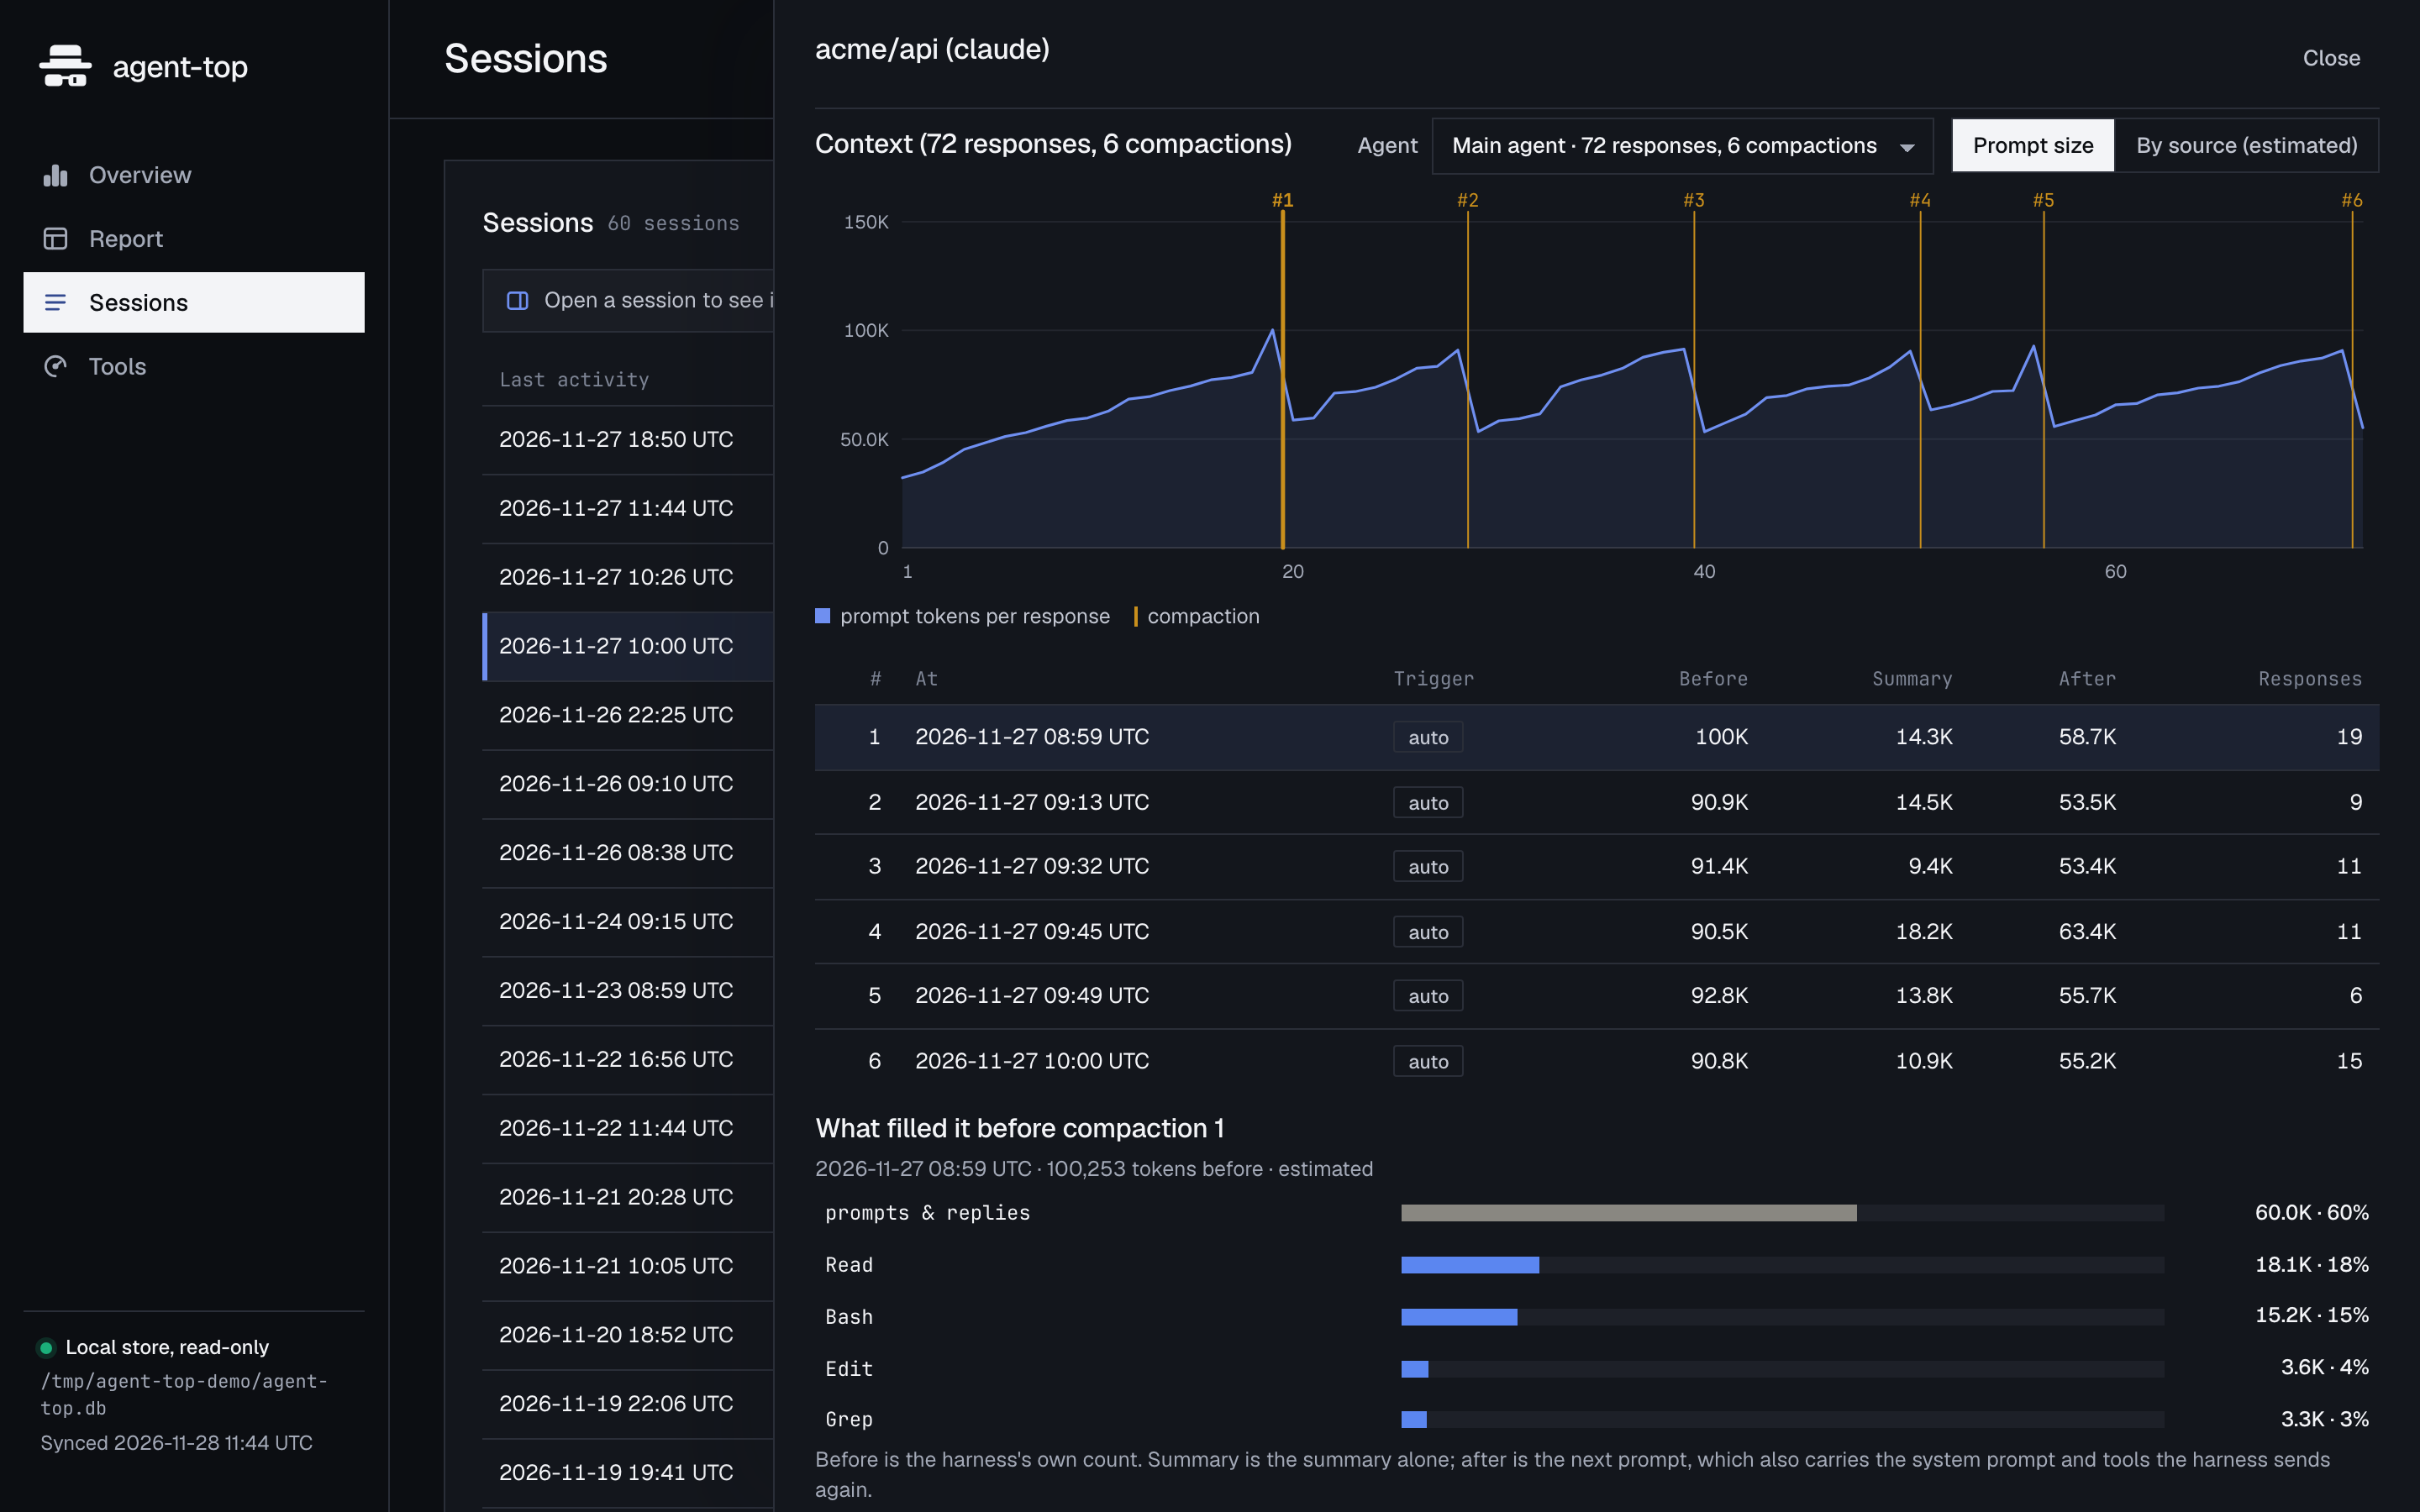 agent-top
Overview
Report
Sessions
Tools
Local store, read-only
/tmp/agent-top-demo/agent-
top.db
Synced 2026-11-28 11:44 UTC
Sessions
Sessions 60 sessions
Open a session to see i
Last activity
2026-11-27 18:50 UTC
2026-11-27 11:44 UTC
2026-11-27 10:26 UTC
2026-11-27 10:00 UTC
2026-11-26 22:25 UTC
2026-11-26 09:10 UTC
2026-11-26 08:38 UTC
2026-11-24 09:15 UTC
2026-11-23 08:59 UTC
2026-11-22 16:56 UTC
2026-11-22 11:44 UTC
2026-11-21 20:28 UTC
2026-11-21 10:05 UTC
2026-11-20 18:52 UTC
2026-11-19 22:06 UTC
2026-11-19 19:41 UTC
acme/api (claude)
Close
Context (72 responses, 6 compactions)
Agent Main agent · 72 responses, 6 compactions
Prompt size By source (estimated)
#1 #2 #3 #4 #5 #6
150K
100K
50.0K
0
1 20 40 60
prompt tokens per response compaction
# At Trigger Before Summary After Responses
1 2026-11-27 08:59 UTC auto 100K 14.3K 58.7K 19
2 2026-11-27 09:13 UTC auto 90.9K 14.5K 53.5K 9
3 2026-11-27 09:32 UTC auto 91.4K 9.4K 53.4K 11
4 2026-11-27 09:45 UTC auto 90.5K 18.2K 63.4K 11
5 2026-11-27 09:49 UTC auto 92.8K 13.8K 55.7K 6
6 2026-11-27 10:00 UTC auto 90.8K 10.9K 55.2K 15
What filled it before compaction 1
2026-11-27 08:59 UTC · 100,253 tokens before · estimated
prompts & replies 60.0K · 60%
Read 18.1K · 18%
Bash 15.2K · 15%
Edit 3.6K · 4%
Grep 3.3K · 3%
Before is the harness's own count. Summary is the summary alone; after is the next prompt, which also carries the system prompt and tools the harness sends
again.